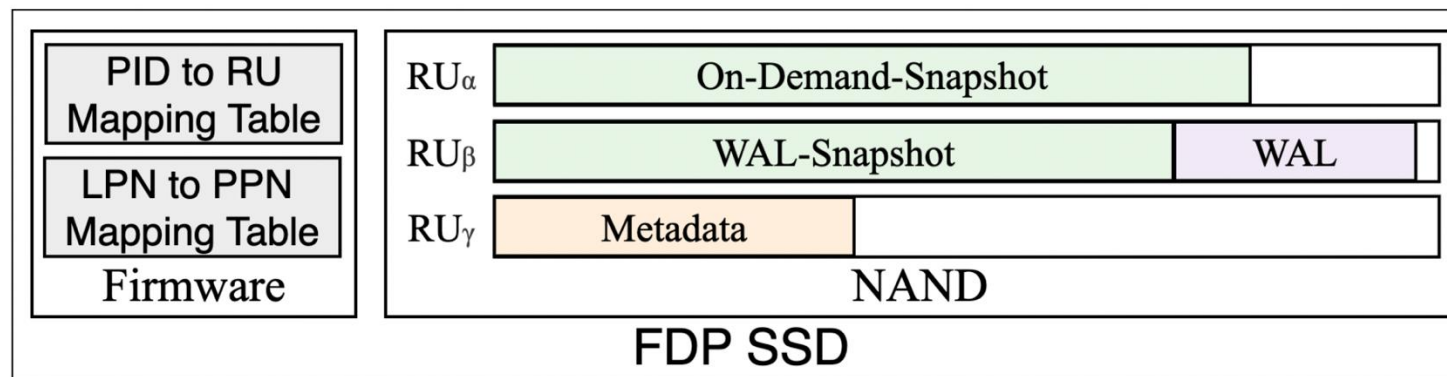 PID to RU
Mapping Table
LPN to PPN
Mapping Table
Firmware
RUα On-Demand-Snapshot
RUβ WAL-Snapshot WAL
RUγ Metadada
NAND
FDP SSD